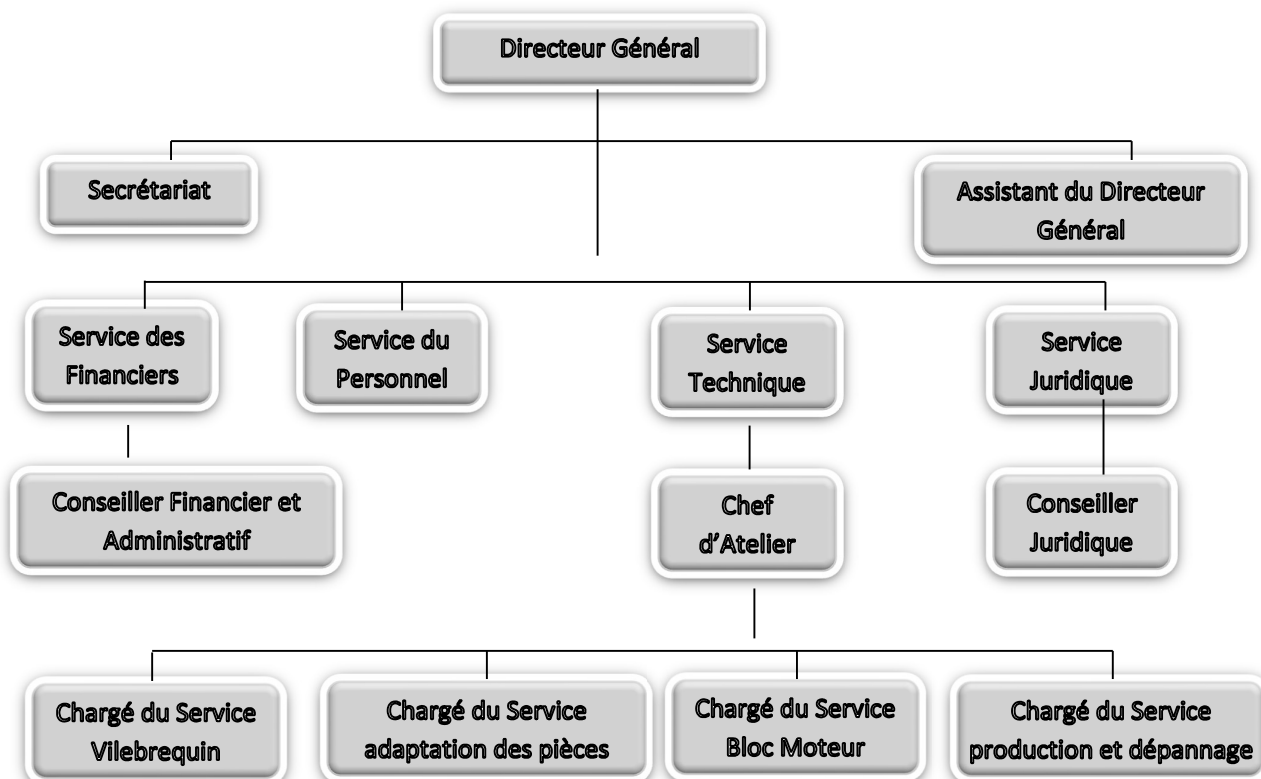 Directeur Général
Secrétariat
Assistant du Directeur
Général
Service des
Financiers
Service du
Personnel
Service
Technique
Service
Juridique
Conseiller Financier et
Administratif
Chef
d’Atelier
Conseiller
Juridique
Chargé du Service
Vilebrequin
Chargé du Service
adaptation des pièces
Chargé du Service
Bloc Moteur
Chargé du Service
production et dépannage